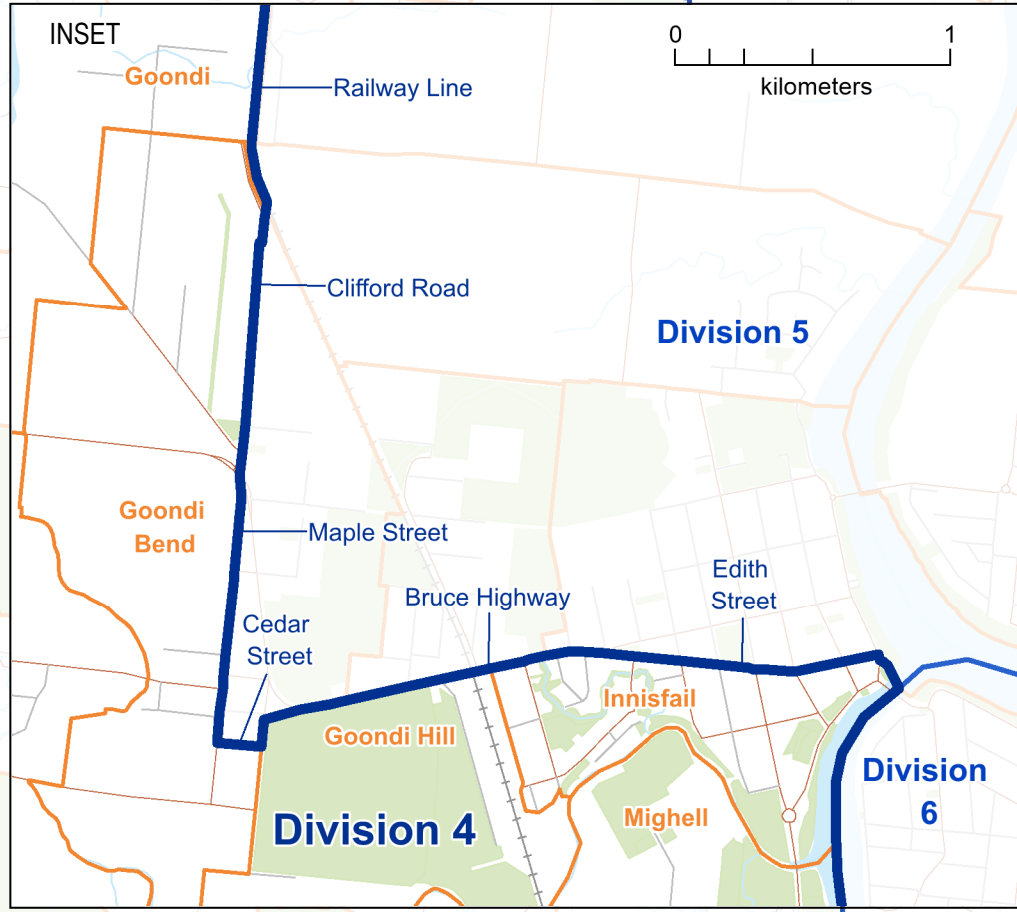 INSET
0 1
kilometers
Goondi
Railway Line
Clifford Road
Division 5
Goondi
Bend
Maple Street
Edith
Street
Bruce Highway
Cedar
Street
Innisfail
Goondi Hill
Division
6
Mighell
Division 4